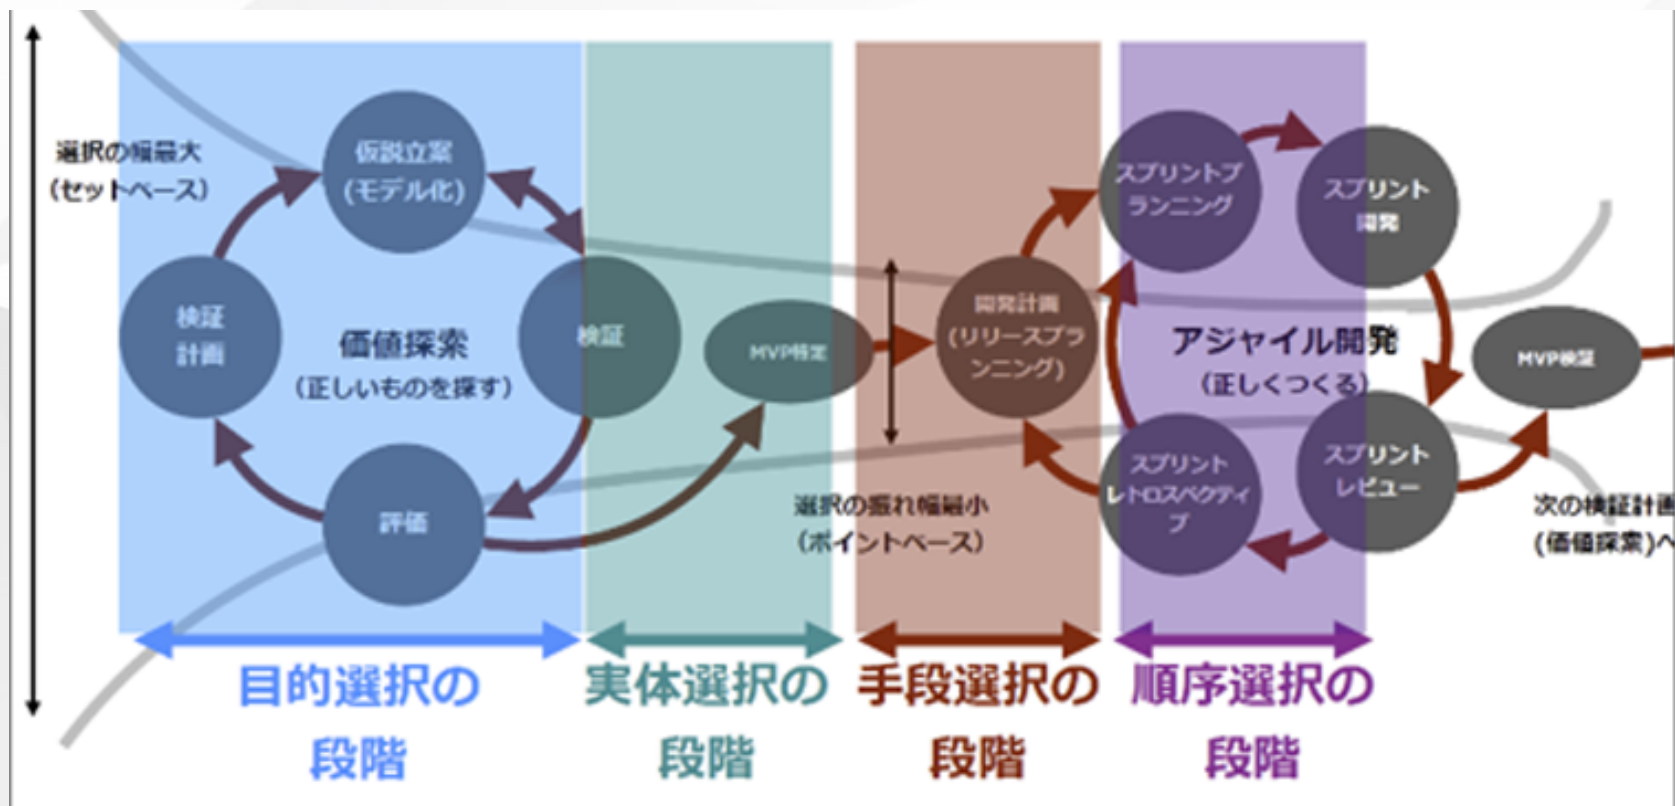 選択の幅最大
(セットベース)
仮説立案
(モデル化)
検証
計画
価値探索
(正しいものを探す)
検証
評価
MVP特定
選択の振れ幅最小
(ポイントベース)
開発計画
(リリースプラ
ンニング)
スプリントプ
ランニング
スプリント
開発
アジャイル開発
(正しくつくる)
スプリント
レトロスペクティ
ブ
スプリント
レビュー
MVP検証
次の検証計画
(価値探索)へ
目的選択の
段階
実体選択の
段階
手段選択の
段階
順序選択の
段階